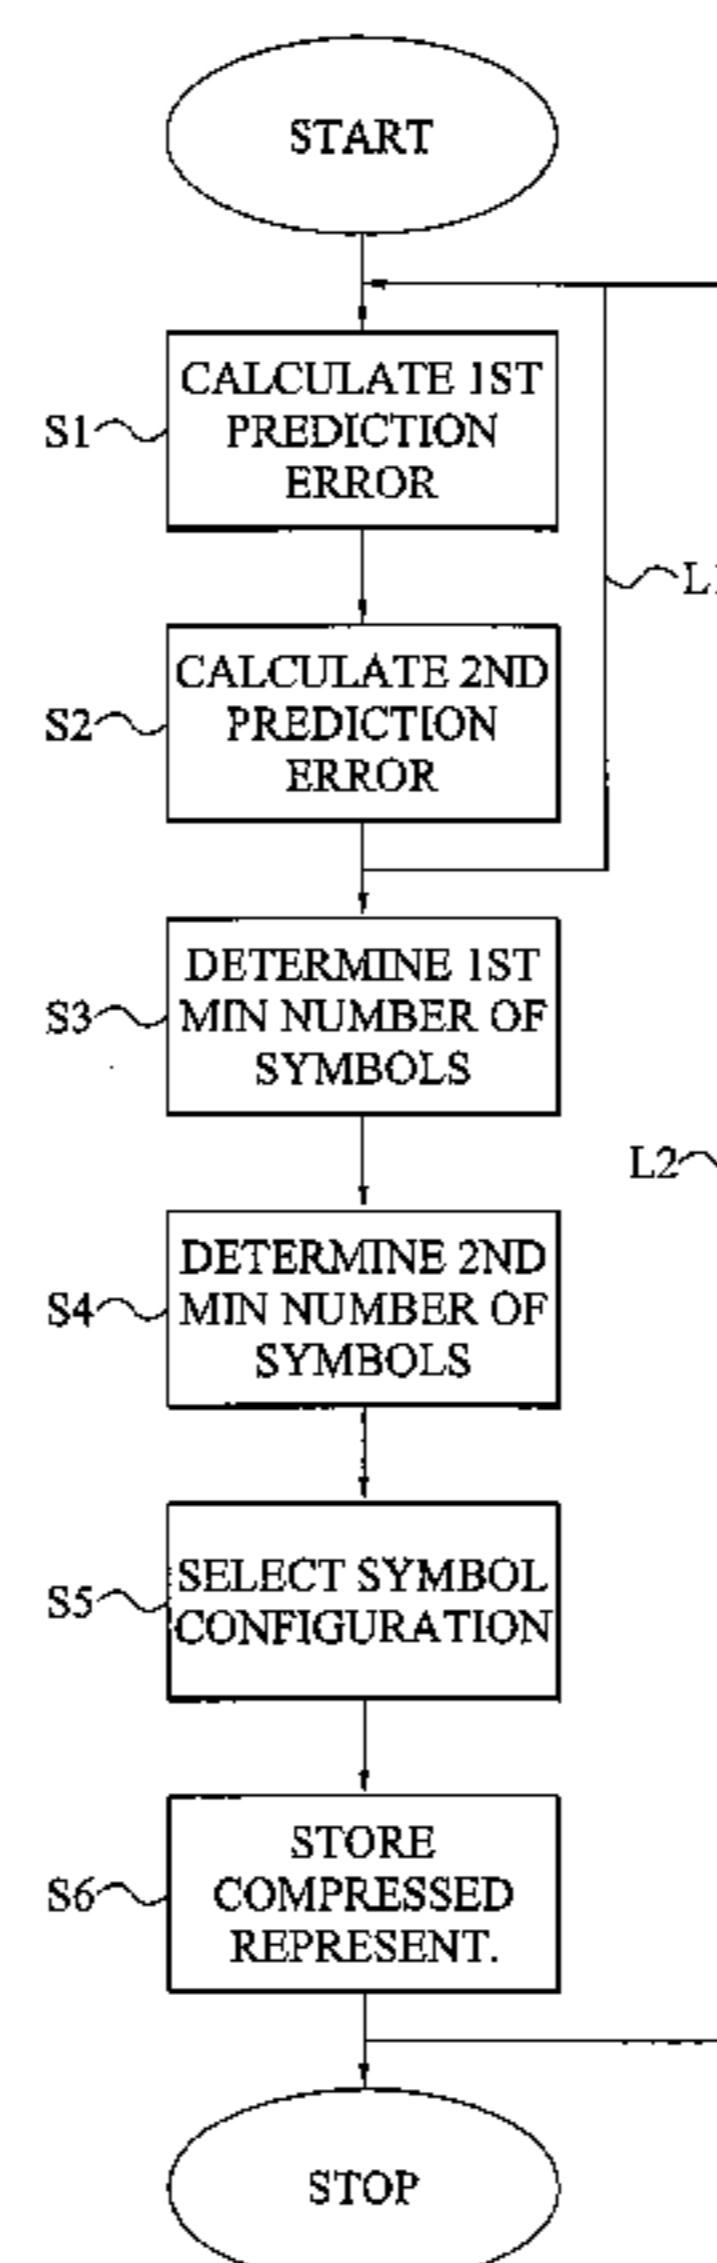 START
CALCULATE 1ST
PREDICTION
ERROR
S1
L1
CALCULATE 2ND
PREDICTION
ERROR
S2
DETERMINE 1ST
MIN NUMBER OF
SYMBOLS
S3
L2
DETERMINE 2ND
MIN NUMBER OF
SYMBOLS
S4
SELECT SYMBOL
CONFIGURATION
S5
STORE
COMPRESSED
REPRESENT.
S6
STOP